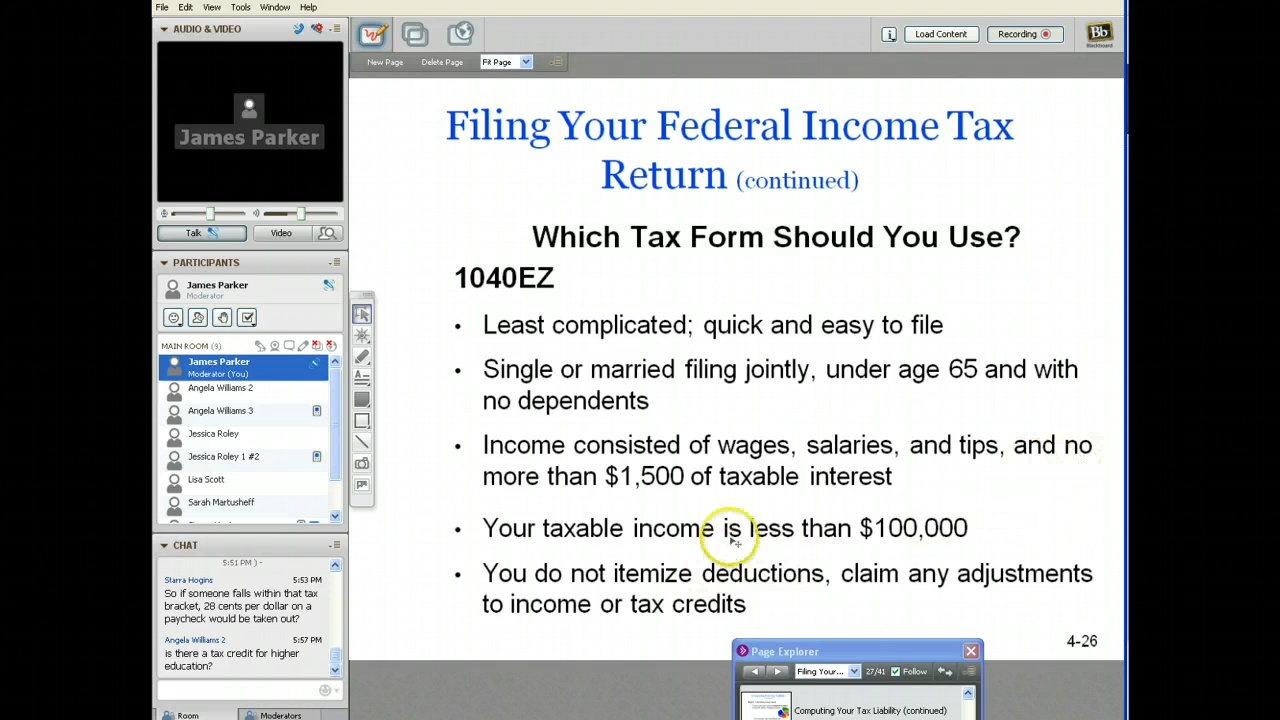 File Edit View Tools Window Help
AUDIO & VIDEO
James Parker
Talk
Video
PARTICIPANTS
James Parker
Moderator
MAIN ROOM (9)
James Parker
Moderator (You)
Angela Williams 2
Angela Williams 3
Jessica Roley
Jessica Roley 1 #2
Lisa Scott
Sarah Martusheff
CHAT
5:51 PM ) -
Starra Hogins 5:53 PM
So if someone falls within that
tax bracket, 28 cents per dollar on a
paycheck would be taken out?
Angela Williams 2 5:57 PM
is there a tax credit for higher
education?
Room
Moderators
Load Content
Recording
Bb
Blackboard
New Page Delete Page Fit Page
Filing Your Federal Income Tax
Return (continued)
Which Tax Form Should You Use?
1040EZ
• Least complicated; quick and easy to file
• Single or married filing jointly, under age 65 and with
no dependents
• Income consisted of wages, salaries, and tips, and no
more than $1,500 of taxable interest
• Your taxable income is less than $100,000
• You do not itemize deductions, claim any adjustments
to income or tax credits
4-26
Page Explorer
Filing Your... 27/41 Follow
Computing Your Tax Liability (continued)